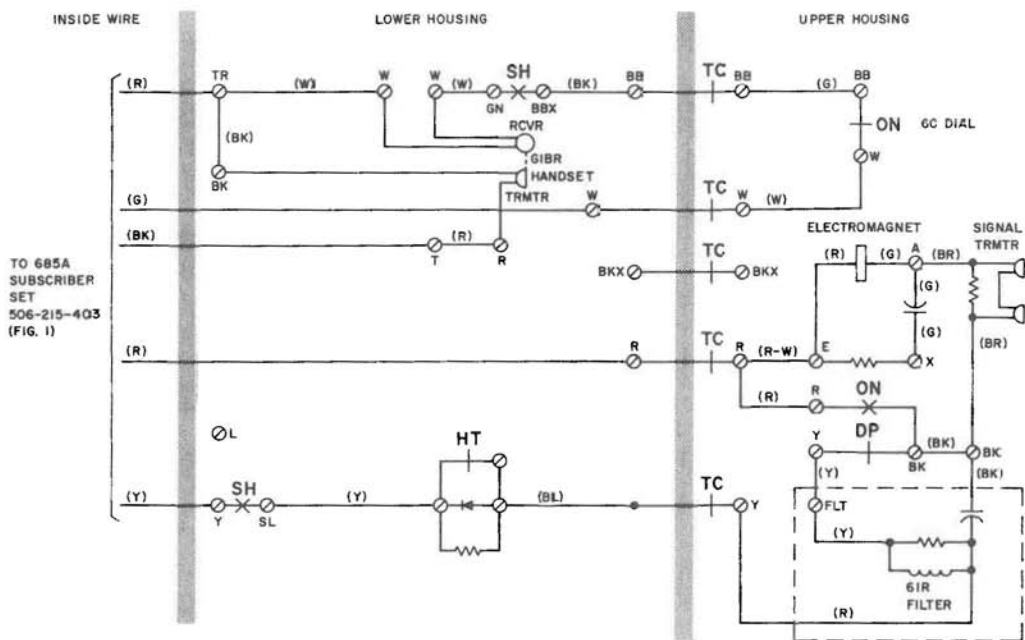 INSIDE WIRE
LOWER HOUSING
UPPER HOUSING
(R)
TR
(W)
W
W
(W)
SH
GN
BBX
(BK)
BB
TC
BB
(G)
BB
ON
6C DIAL
W
(BK)
BK
RCVR
G1BR
HANDSET
TRMTR
(G)
W
TC
W
(W)
(BK)
T
(R)
R
BKX
TC
BKX
ELECTROMAGNET
SIGNAL
TRMTR
(R)
(G)
A
(BR)
(G)
(G)
(BR)
TO 685A
SUBSCRIBER
SET
506-215-403
(FIG. 1)
(R)
R
TC
R
(R-W)
E
X
(R)
R
ON
L
Y
DP
BK
(BK)
BK
(Y)
(BK)
HT
(Y)
SH
Y
SL
(Y)
(BL)
TC
Y
FLT
(Y)
61R
FILTER
(R)